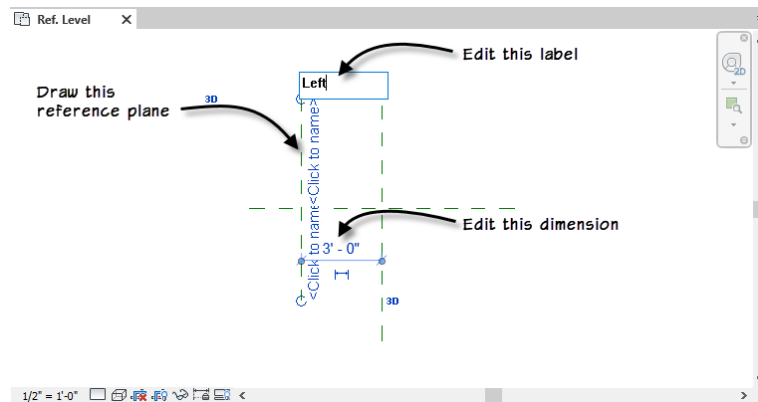 Ref. Level X
Edit this label
Left
2D
Draw this
reference plane
3D
<Click to name>
<Click to name>
Edit this dimension
3' - 0"
3D
1/2" = 1'-0"